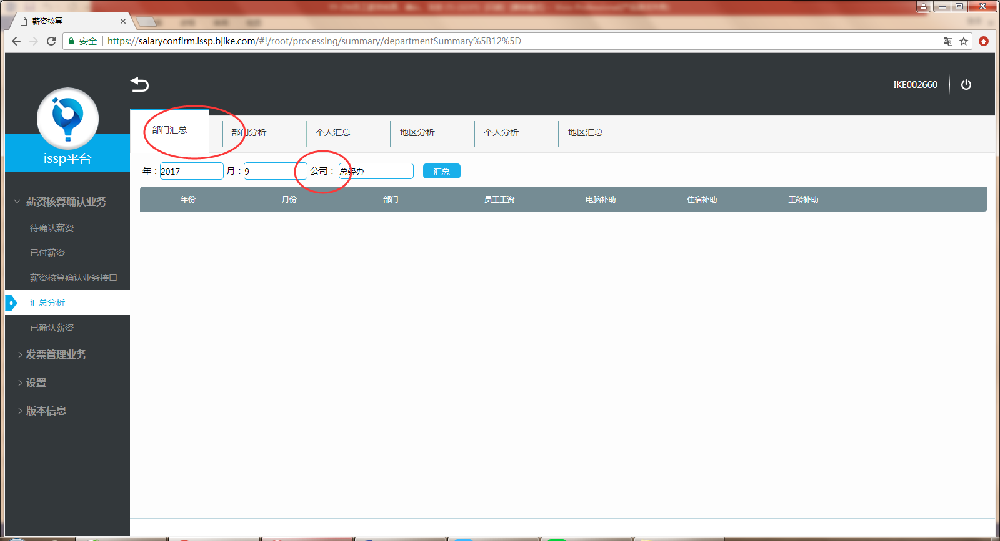 薪资核算
安全 https://salaryconfirm.issp.bjike.com/#!/root/processing/summary/departmentSummary%5B12%5D
IKE002660
issp平台
部门汇总 部门分析 个人汇总 地区分析 个人分析 地区汇总
年：2017 月：9 公司：总经办 汇总
年份 月份 部门 员工工资 电脑补助 住宿补助 工龄补助
薪资核算确认业务
待确认薪资
已付薪资
薪资核算确认业务接口
汇总分析
已确认薪资
发票管理业务
设置
版本信息